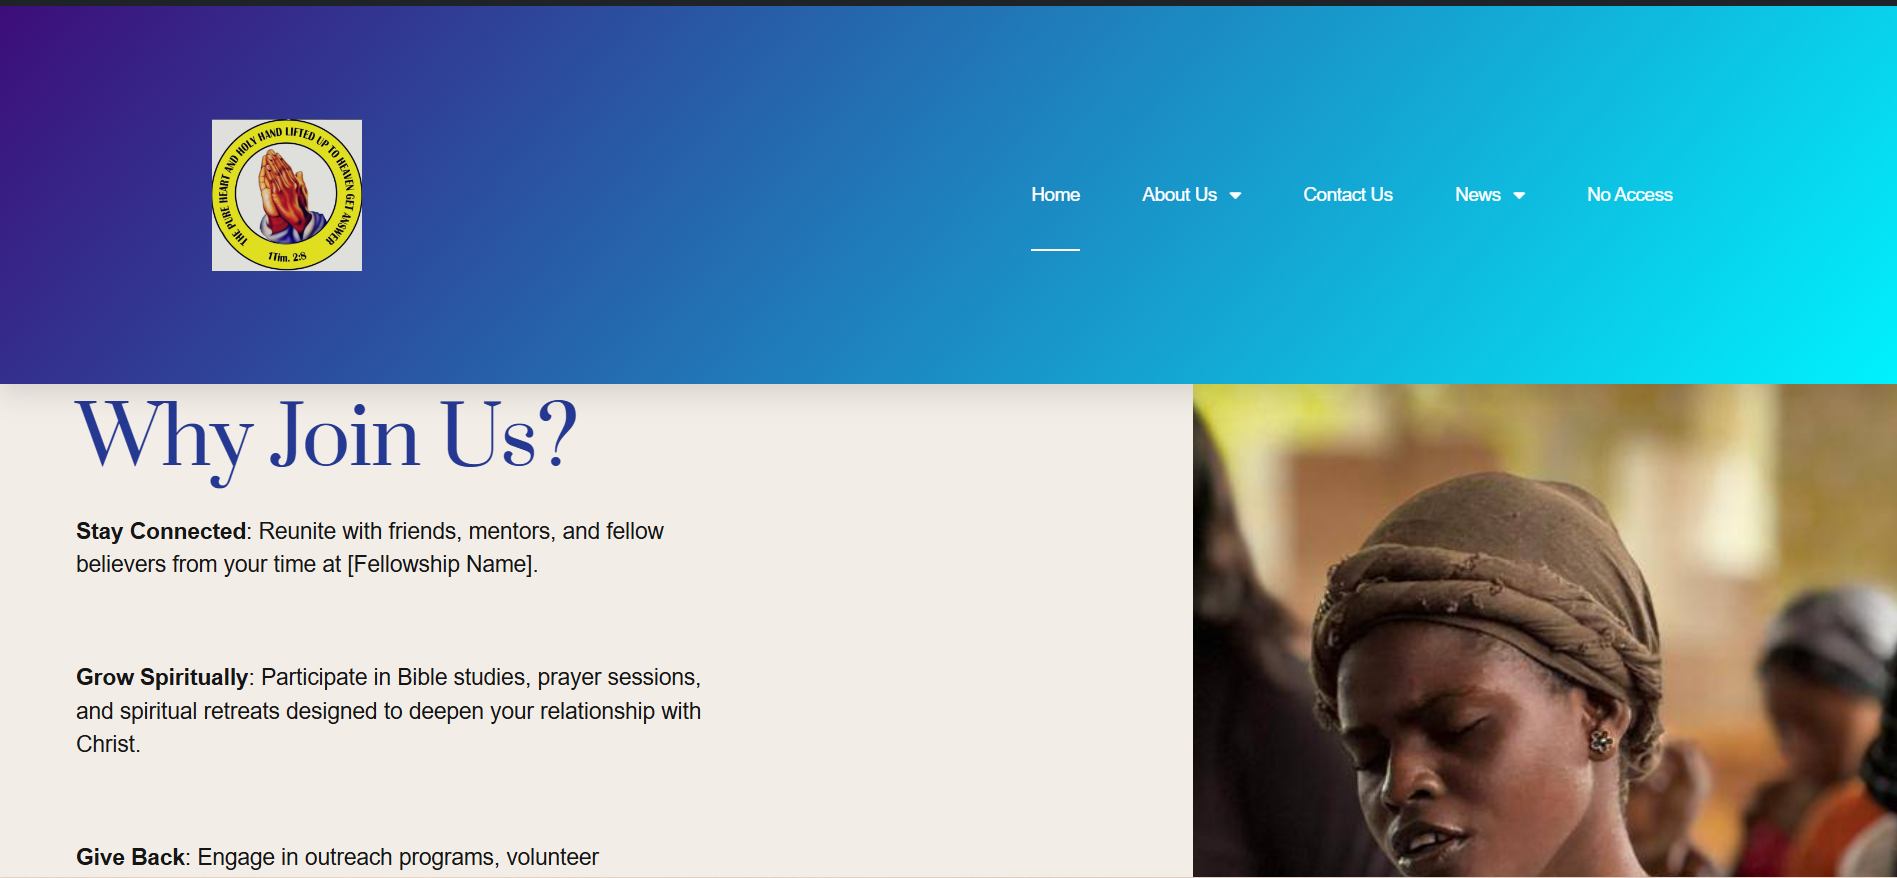 THE PURE HEART AND HOLY HAND LIFTED UP TO HEAVEN GET ANSWER
1Tim. 2:8
Home
About Us
Contact Us
News
No Access
Why Join Us?
Stay Connected: Reunite with friends, mentors, and fellow
believers from your time at [Fellowship Name].
Grow Spiritually: Participate in Bible studies, prayer sessions,
and spiritual retreats designed to deepen your relationship with
Christ.
Give Back: Engage in outreach programs, volunteer